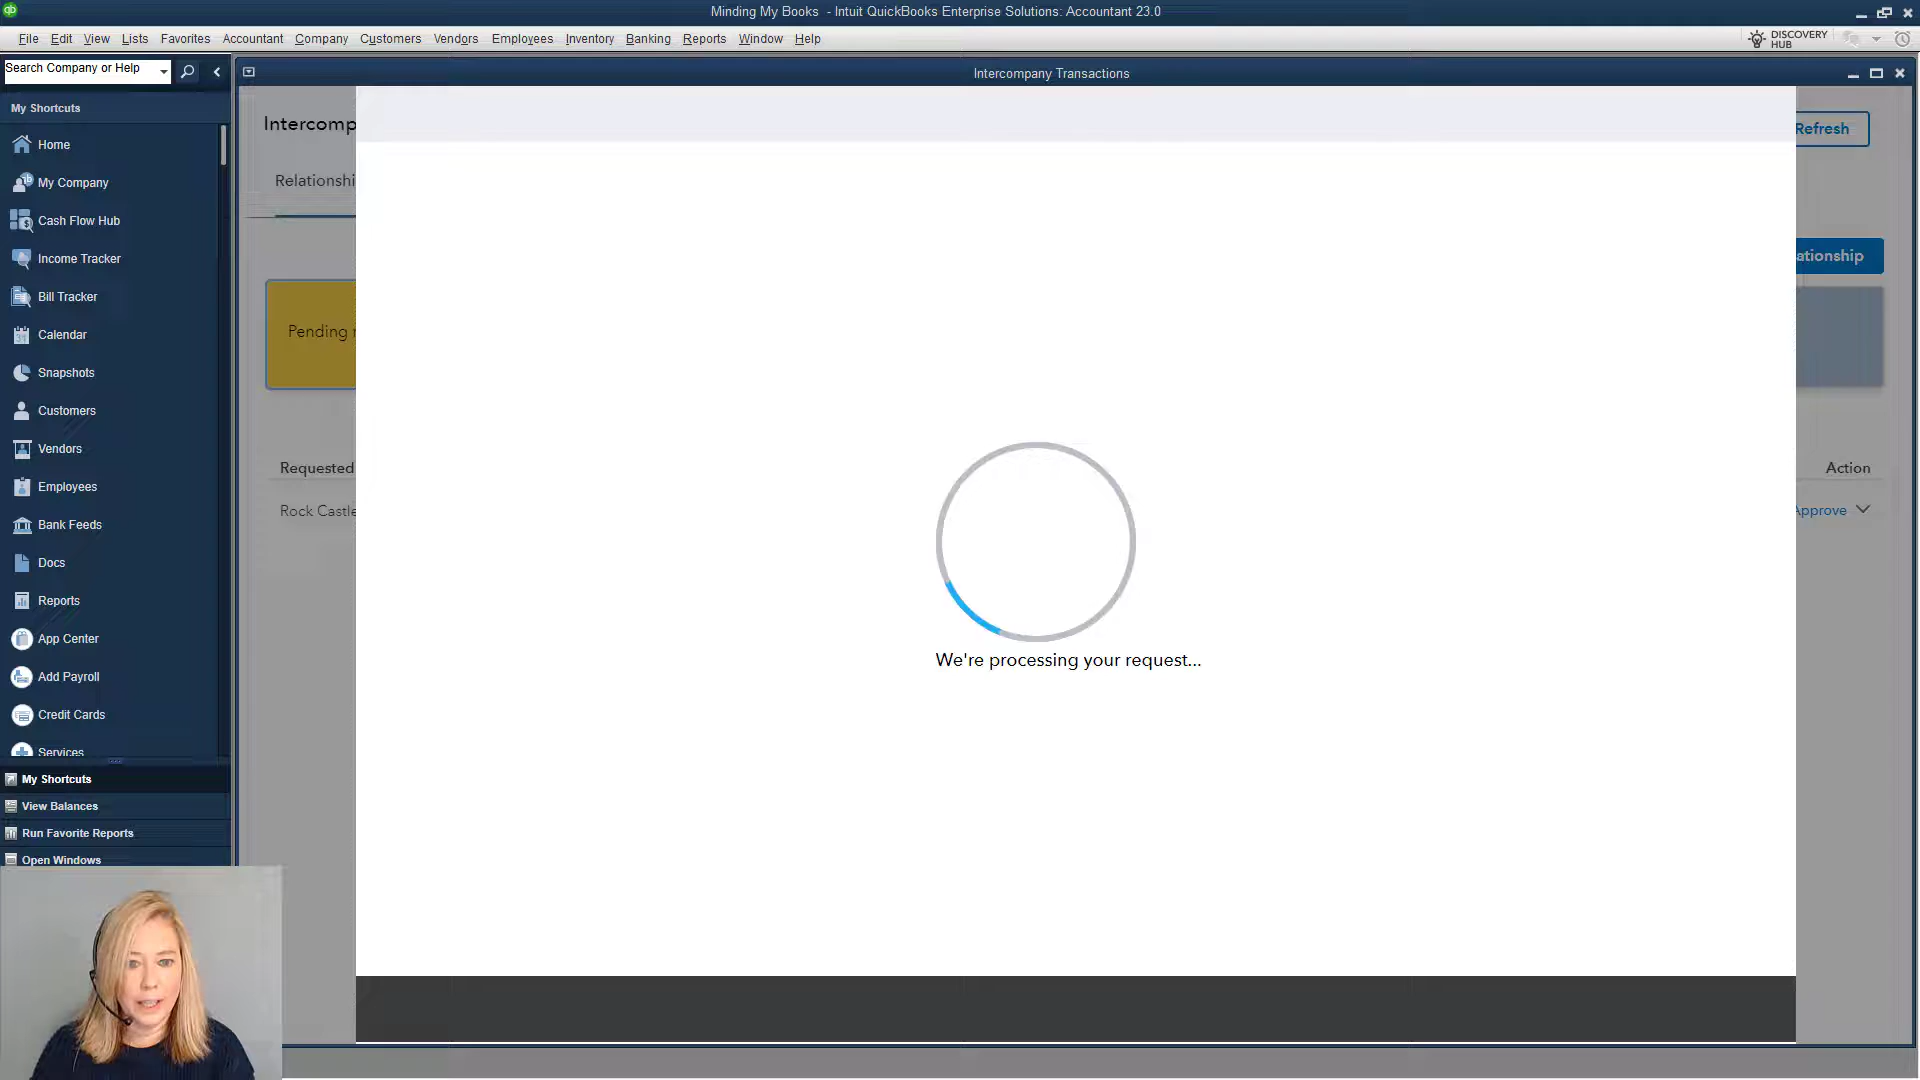 Minding My Books - Intuit QuickBooks Enterprise Solutions: Accountant 23.0
File Edit View Lists Favorites Accountant Company Customers Vendors Employees Inventory Banking Reports Window Help
DISCOVERY
HUB
Search Company or Help
Intercompany Transactions
My Shortcuts
Home
My Company
Cash Flow Hub
Income Tracker
Bill Tracker
Calendar
Snapshots
Customers
Vendors
Employees
Bank Feeds
Docs
Reports
App Center
Add Payroll
Credit Cards
Services
My Shortcuts
View Balances
Run Favorite Reports
Open Windows
Intercomp
Refresh
Relationshi
ationship
Pending
Requested
Action
Rock Castle
Approve
We're processing your request...